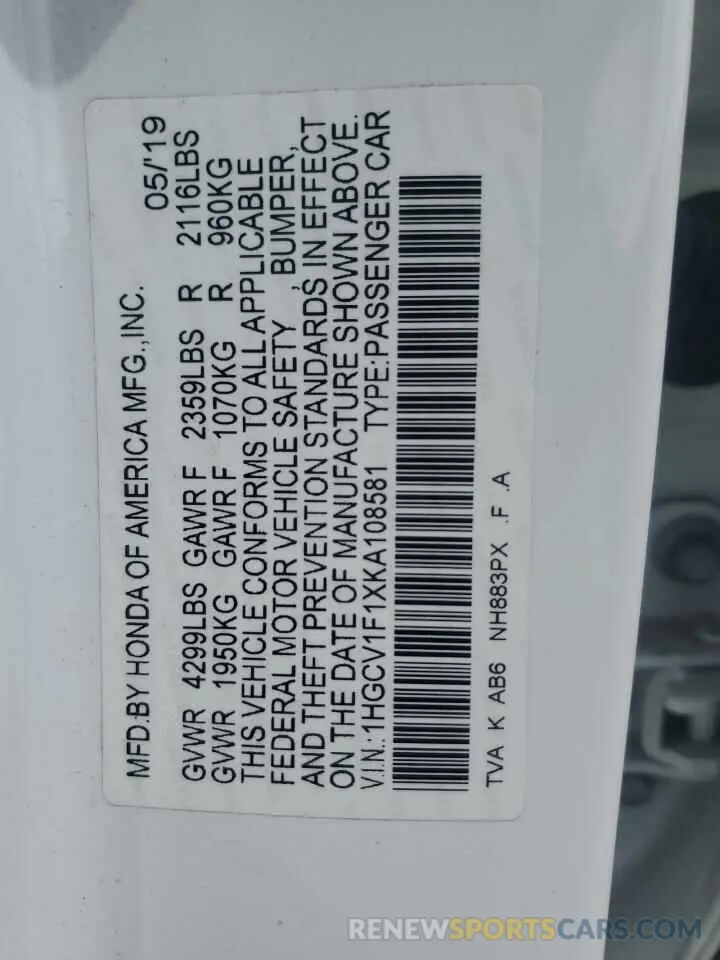 MFD.BY HONDA OF AMERICA MFG.,INC. 05/'19
GVWR 4299LBS GAWR F 2359LBS R 2116LBS
GVWR 1950KG GAWR F 1070KG R 960KG
THIS VEHICLE CONFORMS TO ALL APPLICABLE
FEDERAL MOTOR VEHICLE SAFETY , BUMPER,
AND THEFT PREVENTION STANDARDS IN EFFECT
ON THE DATE OF MANUFACTURE SHOWN ABOVE.
V.I.N.:1HGCV1F1XKA108581 TYPE:PASSENGER CAR
TVA K AB6 NH883PX .F .A
RENEWSPORTSCARS.COM